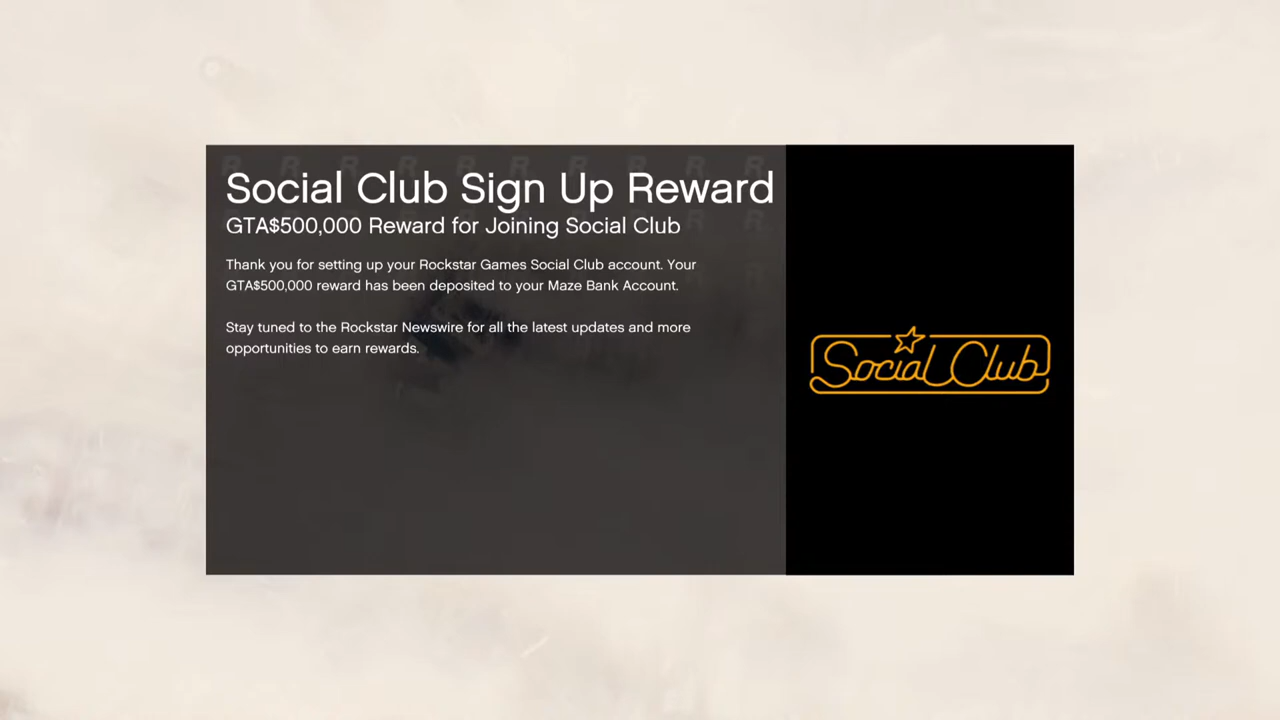 Social Club Sign Up Reward
GTA$500,000 Reward for Joining Social Club
Thank you for setting up your Rockstar Games Social Club account. Your
GTA$500,000 reward has been deposited to your Maze Bank Account.
Stay tuned to the Rockstar Newswire for all the latest updates and more
opportunities to earn rewards.
Social Club